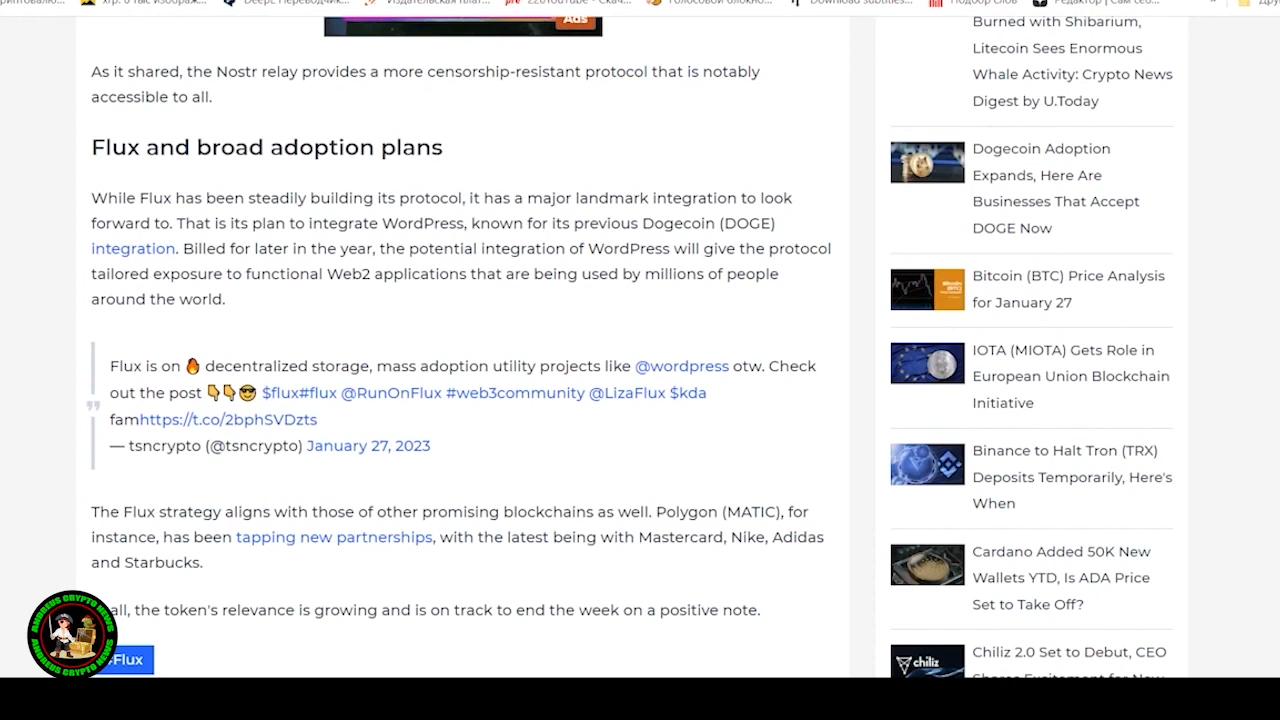 Ads
As it shared, the Nostr relay provides a more censorship-resistant protocol that is notably
accessible to all.
Flux and broad adoption plans
While Flux has been steadily building its protocol, it has a major landmark integration to look
forward to. That is its plan to integrate WordPress, known for its previous Dogecoin (DOGE)
integration. Billed for later in the year, the potential integration of WordPress will give the protocol
tailored exposure to functional Web2 applications that are being used by millions of people
around the world.
Flux is on 🔥 decentralized storage, mass adoption utility projects like @wordpress otw. Check
out the post 👇👇😎 $flux#flux @RunOnFlux #web3community @LizaFlux $kda
famhttps://t.co/2bphSVDzts
— tsncrypto (@tsncrypto) January 27, 2023
The Flux strategy aligns with those of other promising blockchains as well. Polygon (MATIC), for
instance, has been tapping new partnerships, with the latest being with Mastercard, Nike, Adidas
and Starbucks.
all, the token's relevance is growing and is on track to end the week on a positive note.
#Flux
ANDREUS CRYPTO NEWS
ANDREUS CRYPTO NEWS
Burned with Shibarium,
Litecoin Sees Enormous
Whale Activity: Crypto News
Digest by U.Today
Dogecoin Adoption
Expands, Here Are
Businesses That Accept
DOGE Now
Bitcoin (BTC) Price Analysis
for January 27
IOTA (MIOTA) Gets Role in
European Union Blockchain
Initiative
Binance to Halt Tron (TRX)
Deposits Temporarily, Here's
When
Cardano Added 50K New
Wallets YTD, Is ADA Price
Set to Take Off?
chiliz
Chiliz 2.0 Set to Debut, CEO